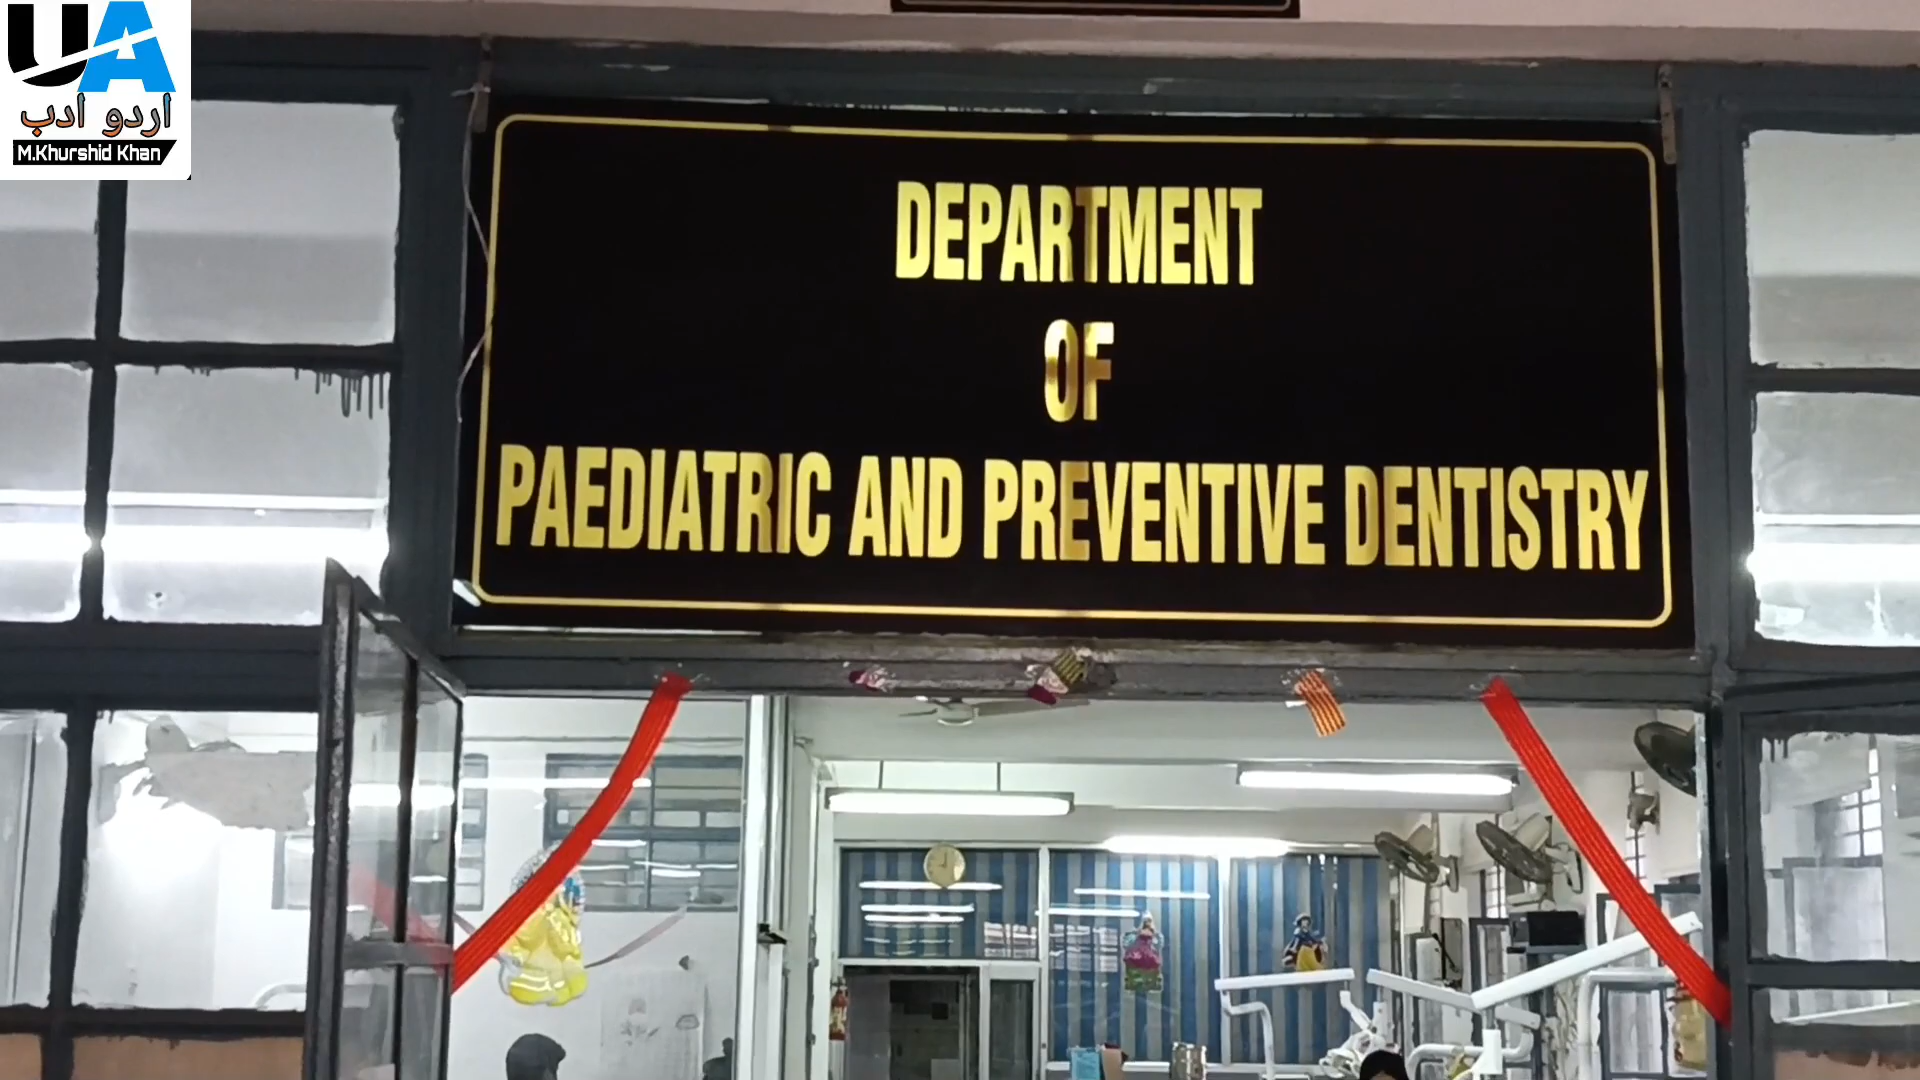 UA
اردو ادب
M.Khurshid Khan
DEPARTMENT
OF
PAEDIATRIC AND PREVENTIVE DENTISTRY